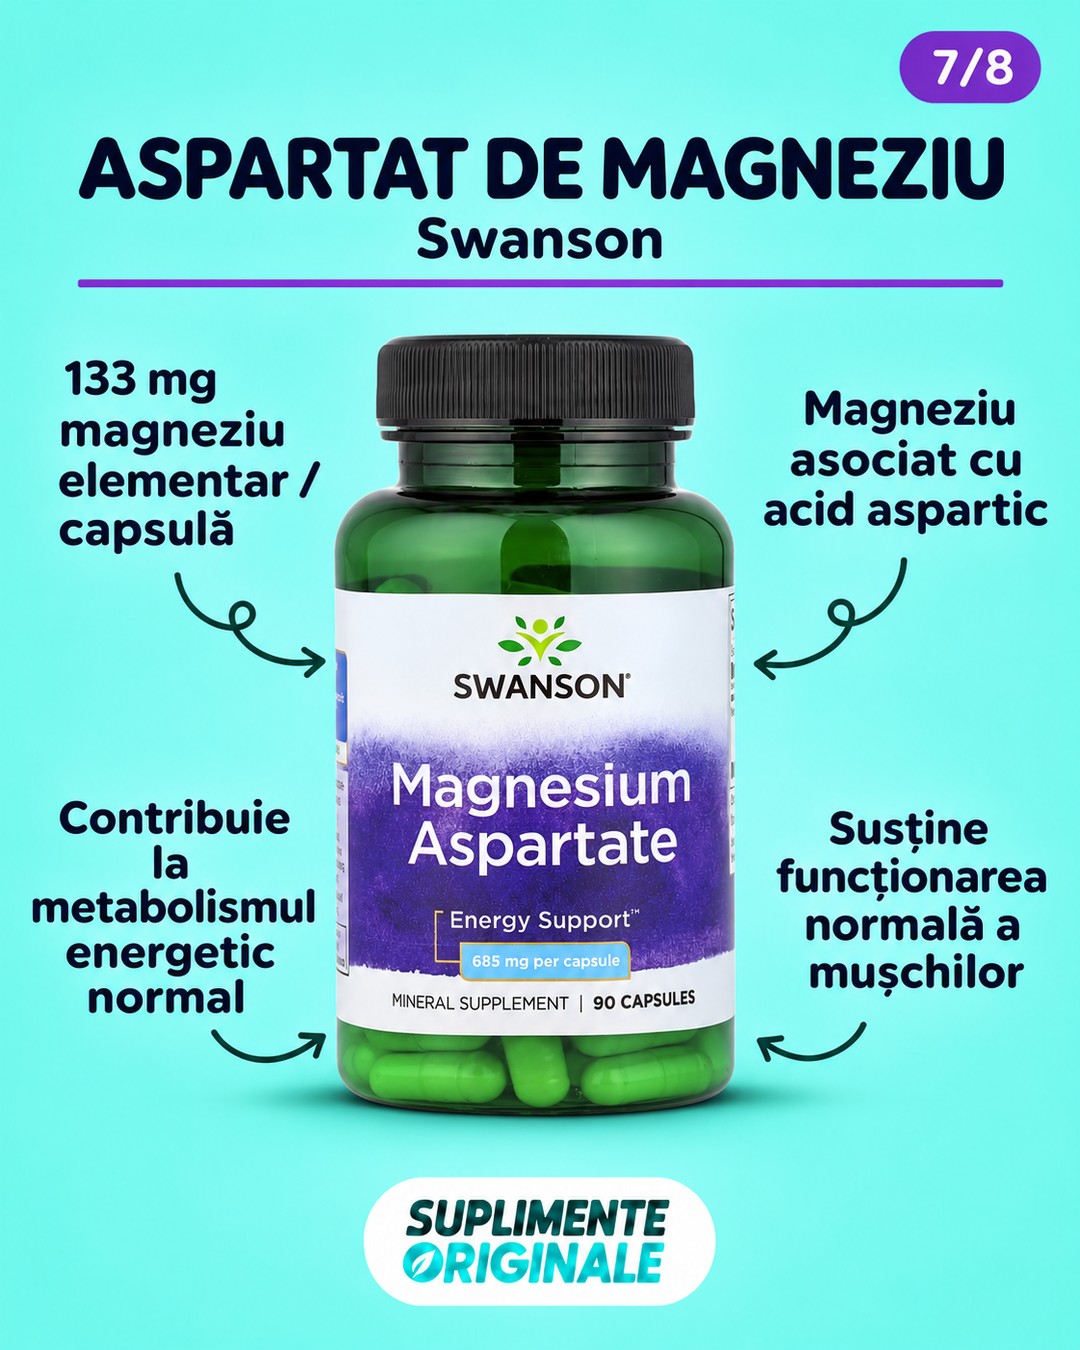 7/8
ASPARTAT DE MAGNEZIU
Swanson
133 mg
magneziu
elementar /
capsulă
Magneziu
asociat cu
acid aspartic
SWANSON®
Magnesium
Aspartate
Energy Support™
685 mg per capsule
MINERAL SUPPLEMENT | 90 CAPSULES
Contribuie
la
metabolismul
energetic
normal
Susține
funcționarea
normală a
mușchilor
SUPLIMENTE
ORIGINALE